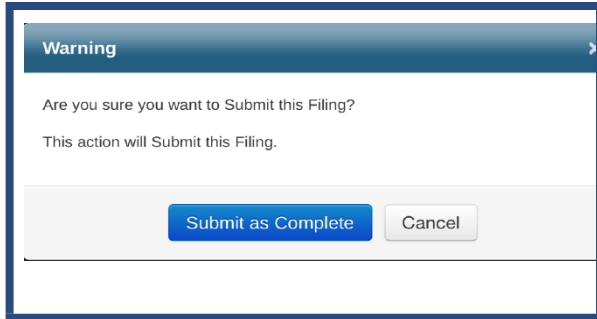 Warning
Are you sure you want to Submit this Filing?
This action will Submit this Filing.
Submit as Complete Cancel